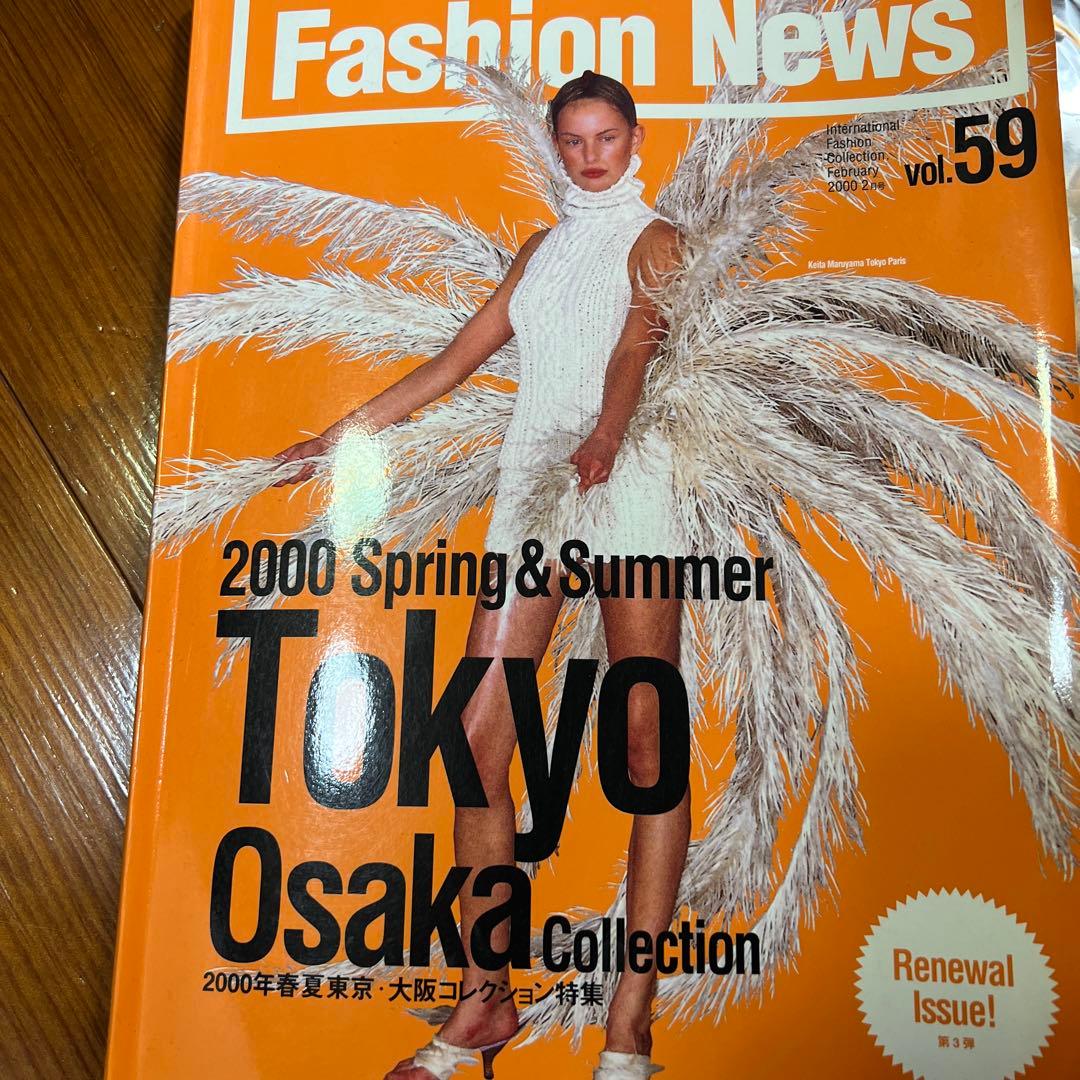 Fashion News
International
Fashion
Collection.
February
2000 2月号
vol.59
Keita Maruyama Tokyo Paris
2000 Spring & Summer
Tokyo
Osaka Collection
2000年春夏東京・大阪コレクション特集
Renewal
Issue!
第3弾